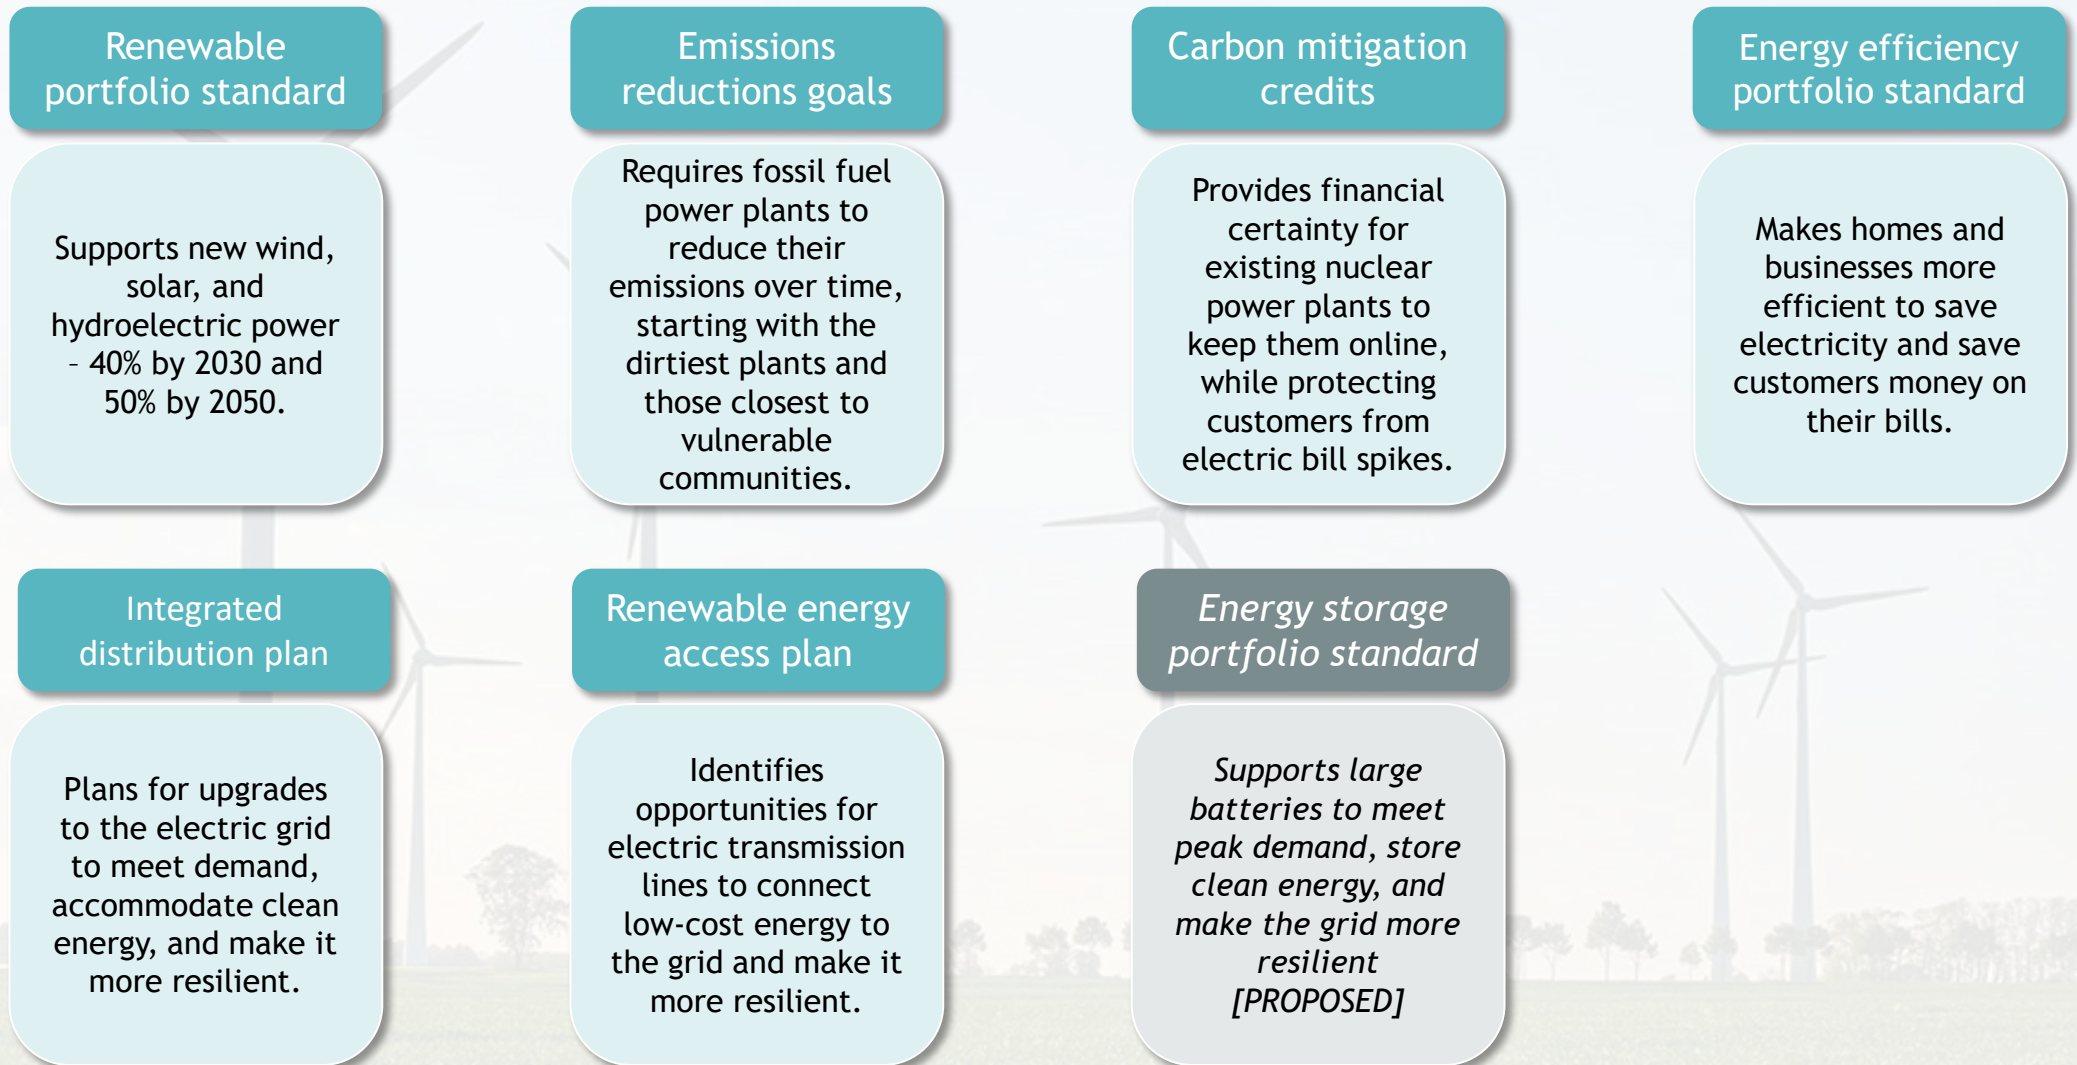 Renewable
portfolio standard
Supports new wind,
solar, and
hydroelectric power
– 40% by 2030 and
50% by 2050.
Emissions
reductions goals
Requires fossil fuel
power plants to
reduce their
emissions over time,
starting with the
dirtiest plants and
those closest to
vulnerable
communities.
Carbon mitigation
credits
Provides financial
certainty for
existing nuclear
power plants to
keep them online,
while protecting
customers from
electric bill spikes.
Energy efficiency
portfolio standard
Makes homes and
businesses more
efficient to save
electricity and save
customers money on
their bills.
Integrated
distribution plan
Plans for upgrades
to the electric grid
to meet demand,
accommodate clean
energy, and make it
more resilient.
Renewable energy
access plan
Identifies
opportunities for
electric transmission
lines to connect
low-cost energy to
the grid and make it
more resilient.
Energy storage
portfolio standard
Supports large
batteries to meet
peak demand, store
clean energy, and
make the grid more
resilient
[PROPOSED]